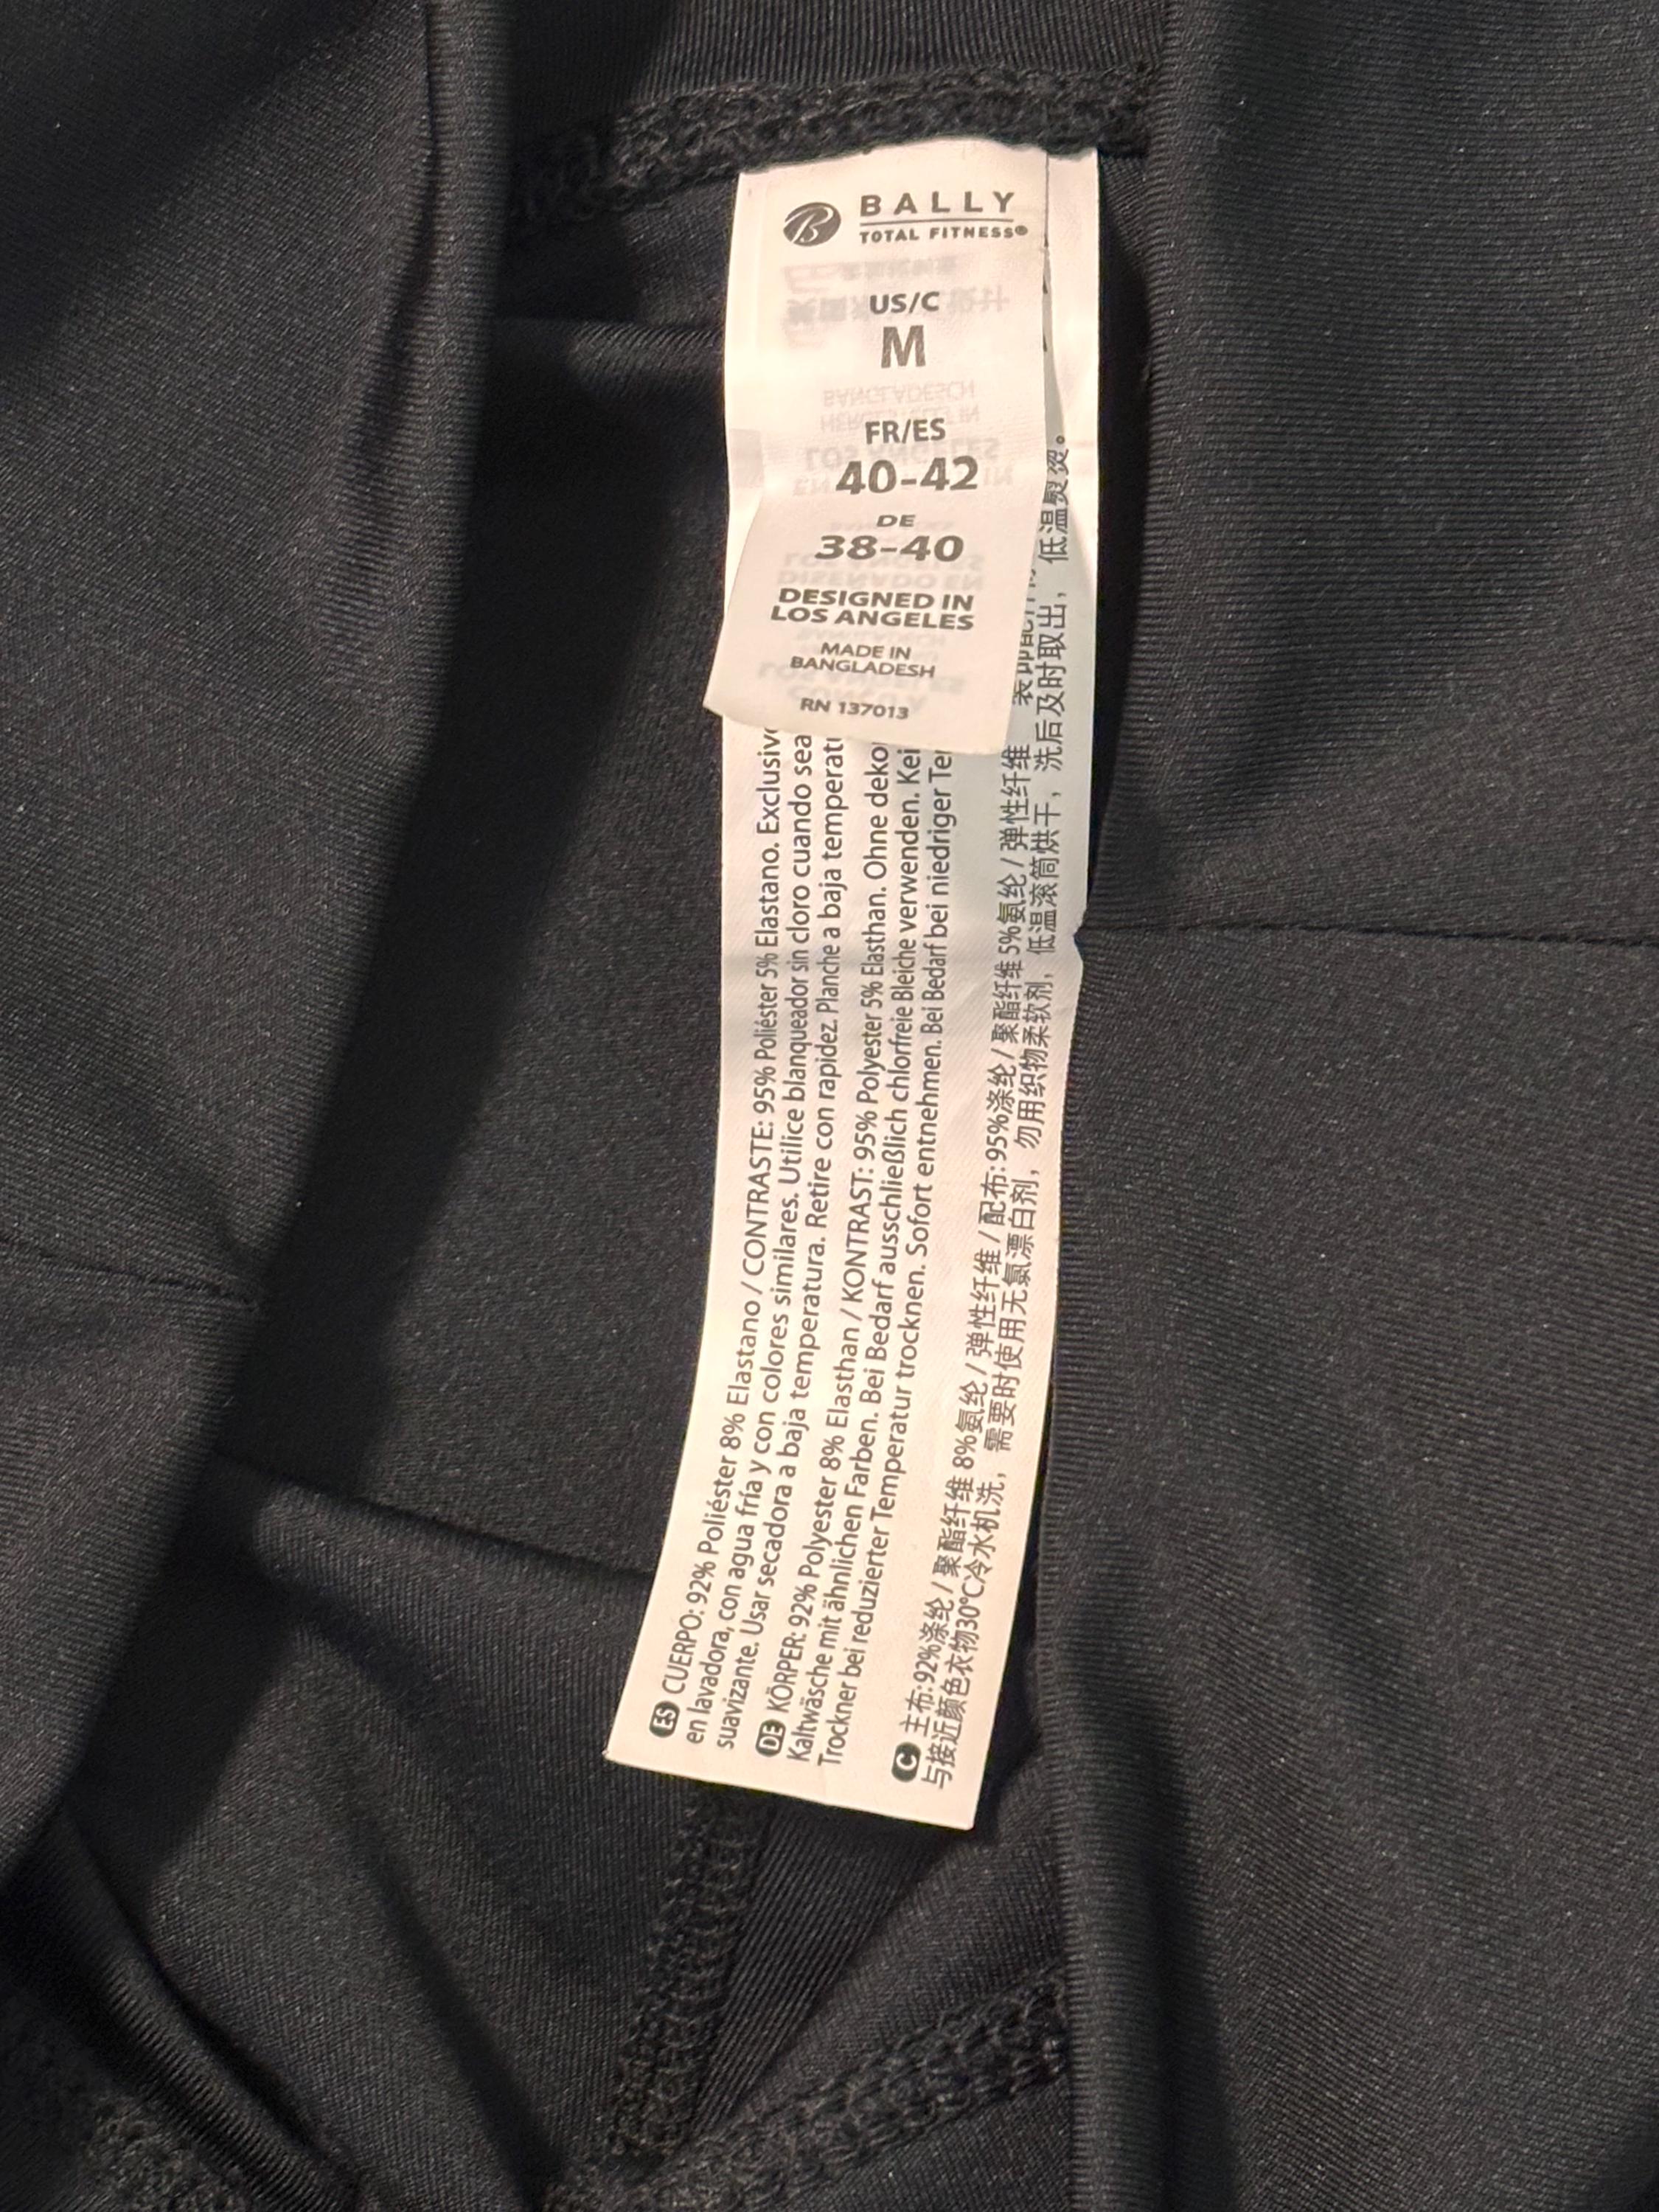 BALLY
TOTAL FITNESS®
US/C
M
FR/ES
40-42
DE
38-40
DESIGNED IN
LOS ANGELES
MADE IN
BANGLADESH
RN 137013
ES CUERPO: 92% Poliéster 8% Elastano / CONTRASTE: 95% Poliéster 5% Elastano.
en lavadora, con agua fría y con colores similares. Utilice blanqueador sin cloro cuando sea
suavizante. Usar secadora a baja temperatura. Retire con rapidez. Planche a baja
DE KÖRPER: 92% Polyester 8% Elasthan / KONTRAST: 95% Polyester 5% Elasthan. Ohne
Kaltwäsche mit ähnlichen Farben. Bei Bedarf ausschließlich chlorfreie Bleiche verwenden.
Trockner bei reduzierter Temperatur trocknen. Sofort entnehmen. Bei Bedarf bei niedriger
C 主布:92%涤纶 / 聚酯纤维 8%氨纶 / 弹性纤维 / 配布: 95%涤纶 / 聚酯纤维 5%氨纶 / 弹性纤维
与接近颜色衣物30°C冷水机洗，需要时使用无氯漂白剂，勿用织物柔软剂，低温滚筒烘干，洗后及时取出，低温熨烫。